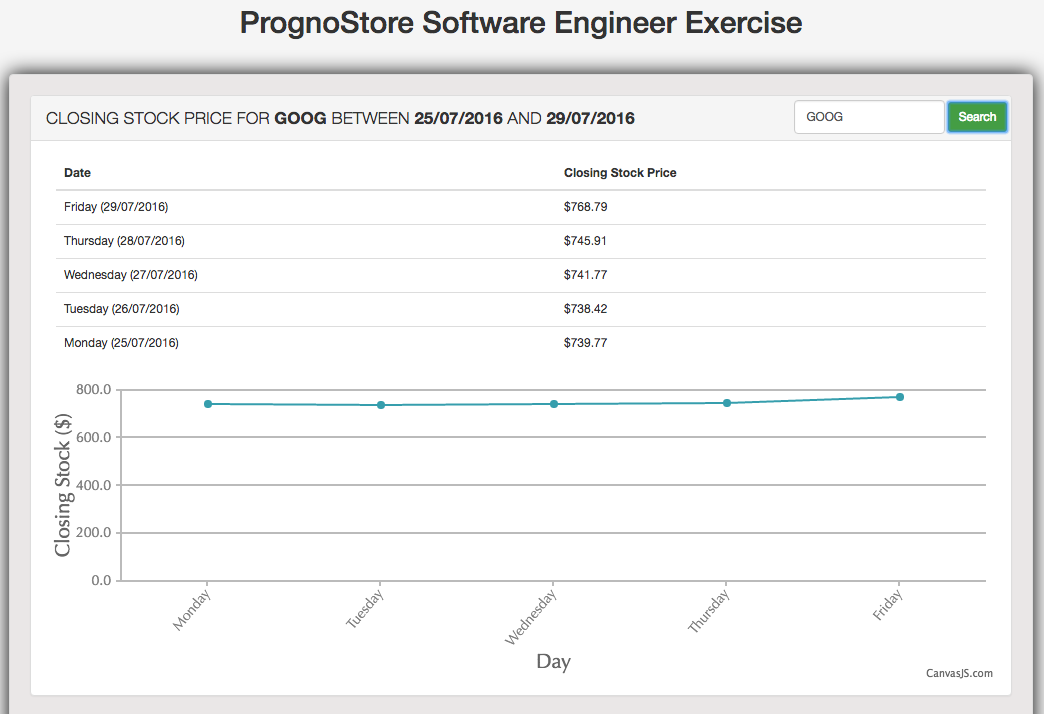 PrognoStore Software Engineer Exercise
CLOSING STOCK PRICE FOR GOOG BETWEEN 25/07/2016 AND 29/07/2016
GOOG
Search
Date Closing Stock Price
Friday (29/07/2016) $768.79
Thursday (28/07/2016) $745.91
Wednesday (27/07/2016) $741.77
Tuesday (26/07/2016) $738.42
Monday (25/07/2016) $739.77
Closing Stock ($)
800.0
600.0
400.0
200.0
0.0
Monday
Tuesday
Wednesday
Thursday
Friday
Day
CanvasJS.com